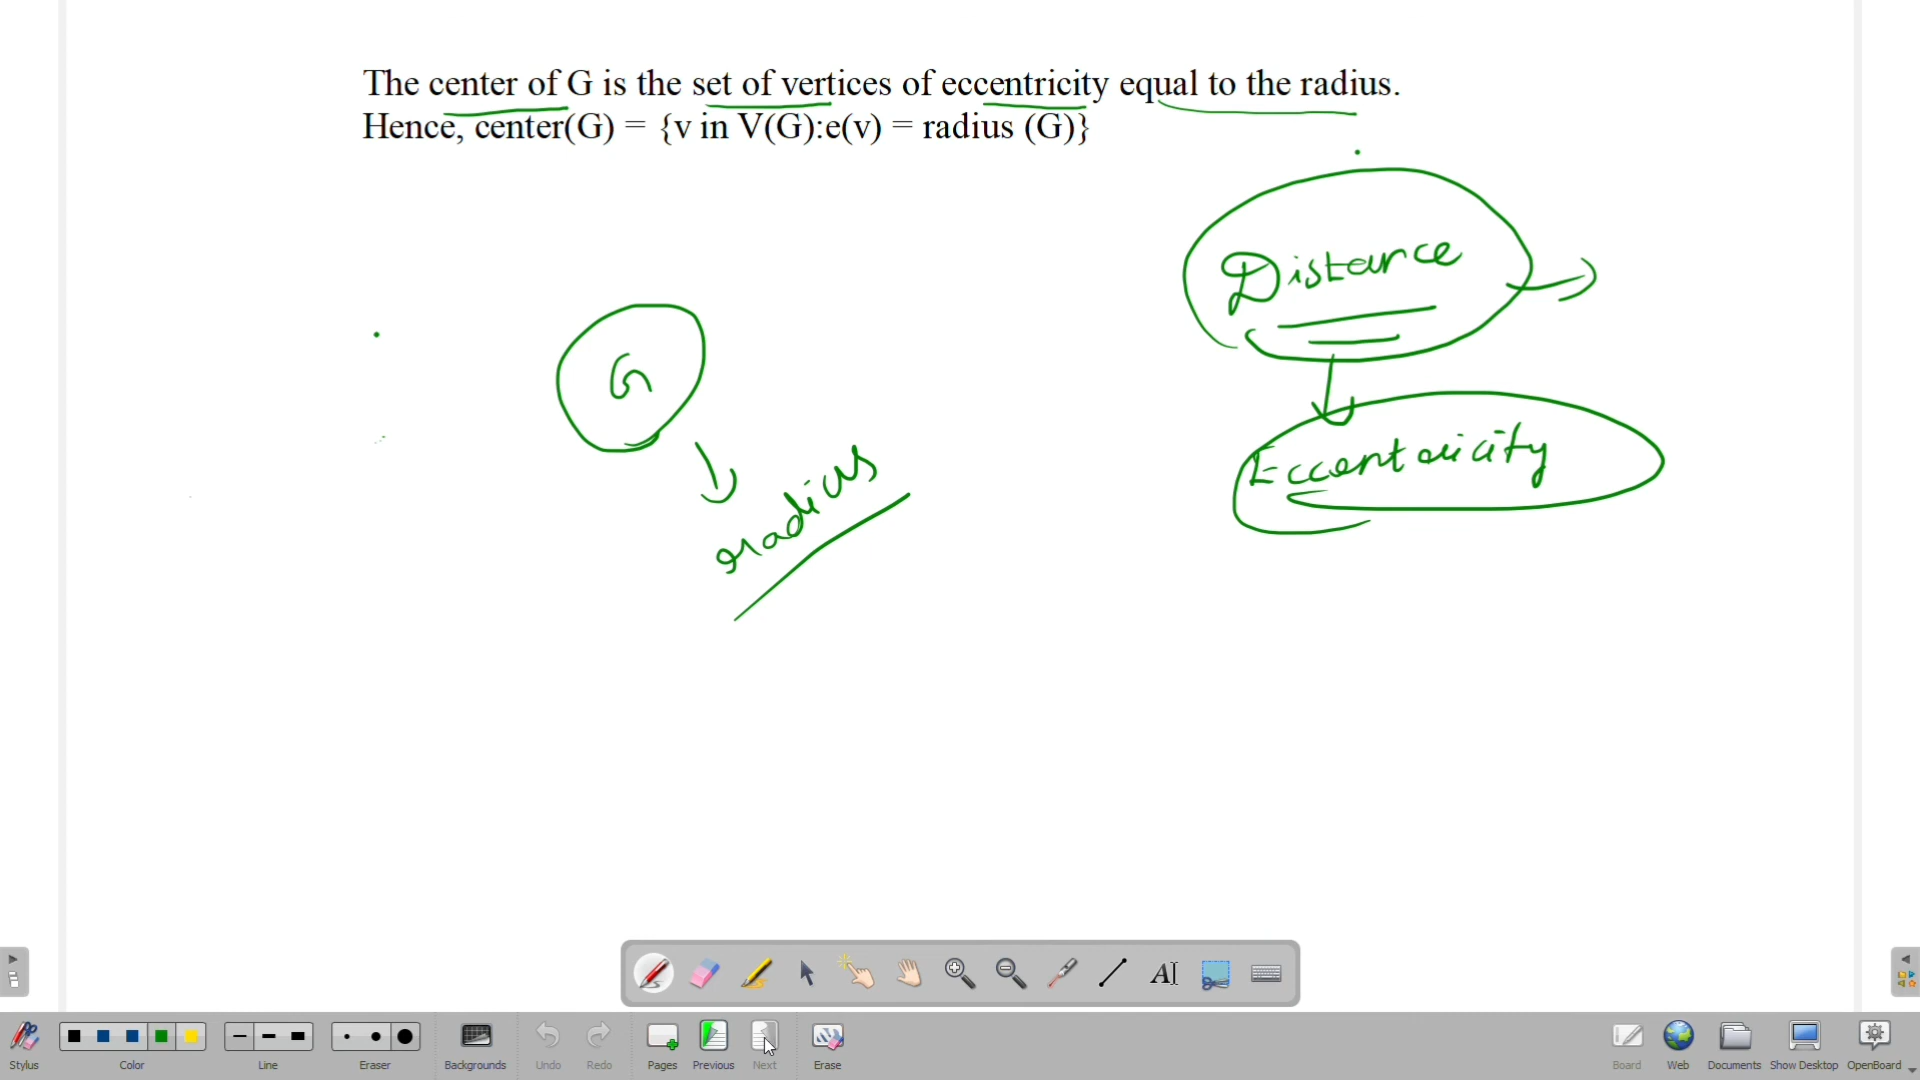 The center of G is the set of vertices of eccentricity equal to the radius.
Hence, center(G) = {v in V(G):e(v) = radius (G)}
Distance
G
Eccentricity
radius
AI
Stylus
Color
Line
Eraser
Backgrounds
Undo
Redo
Pages
Previous
Next
Erase
Board
Web
Documents
Show Desktop
OpenBoard